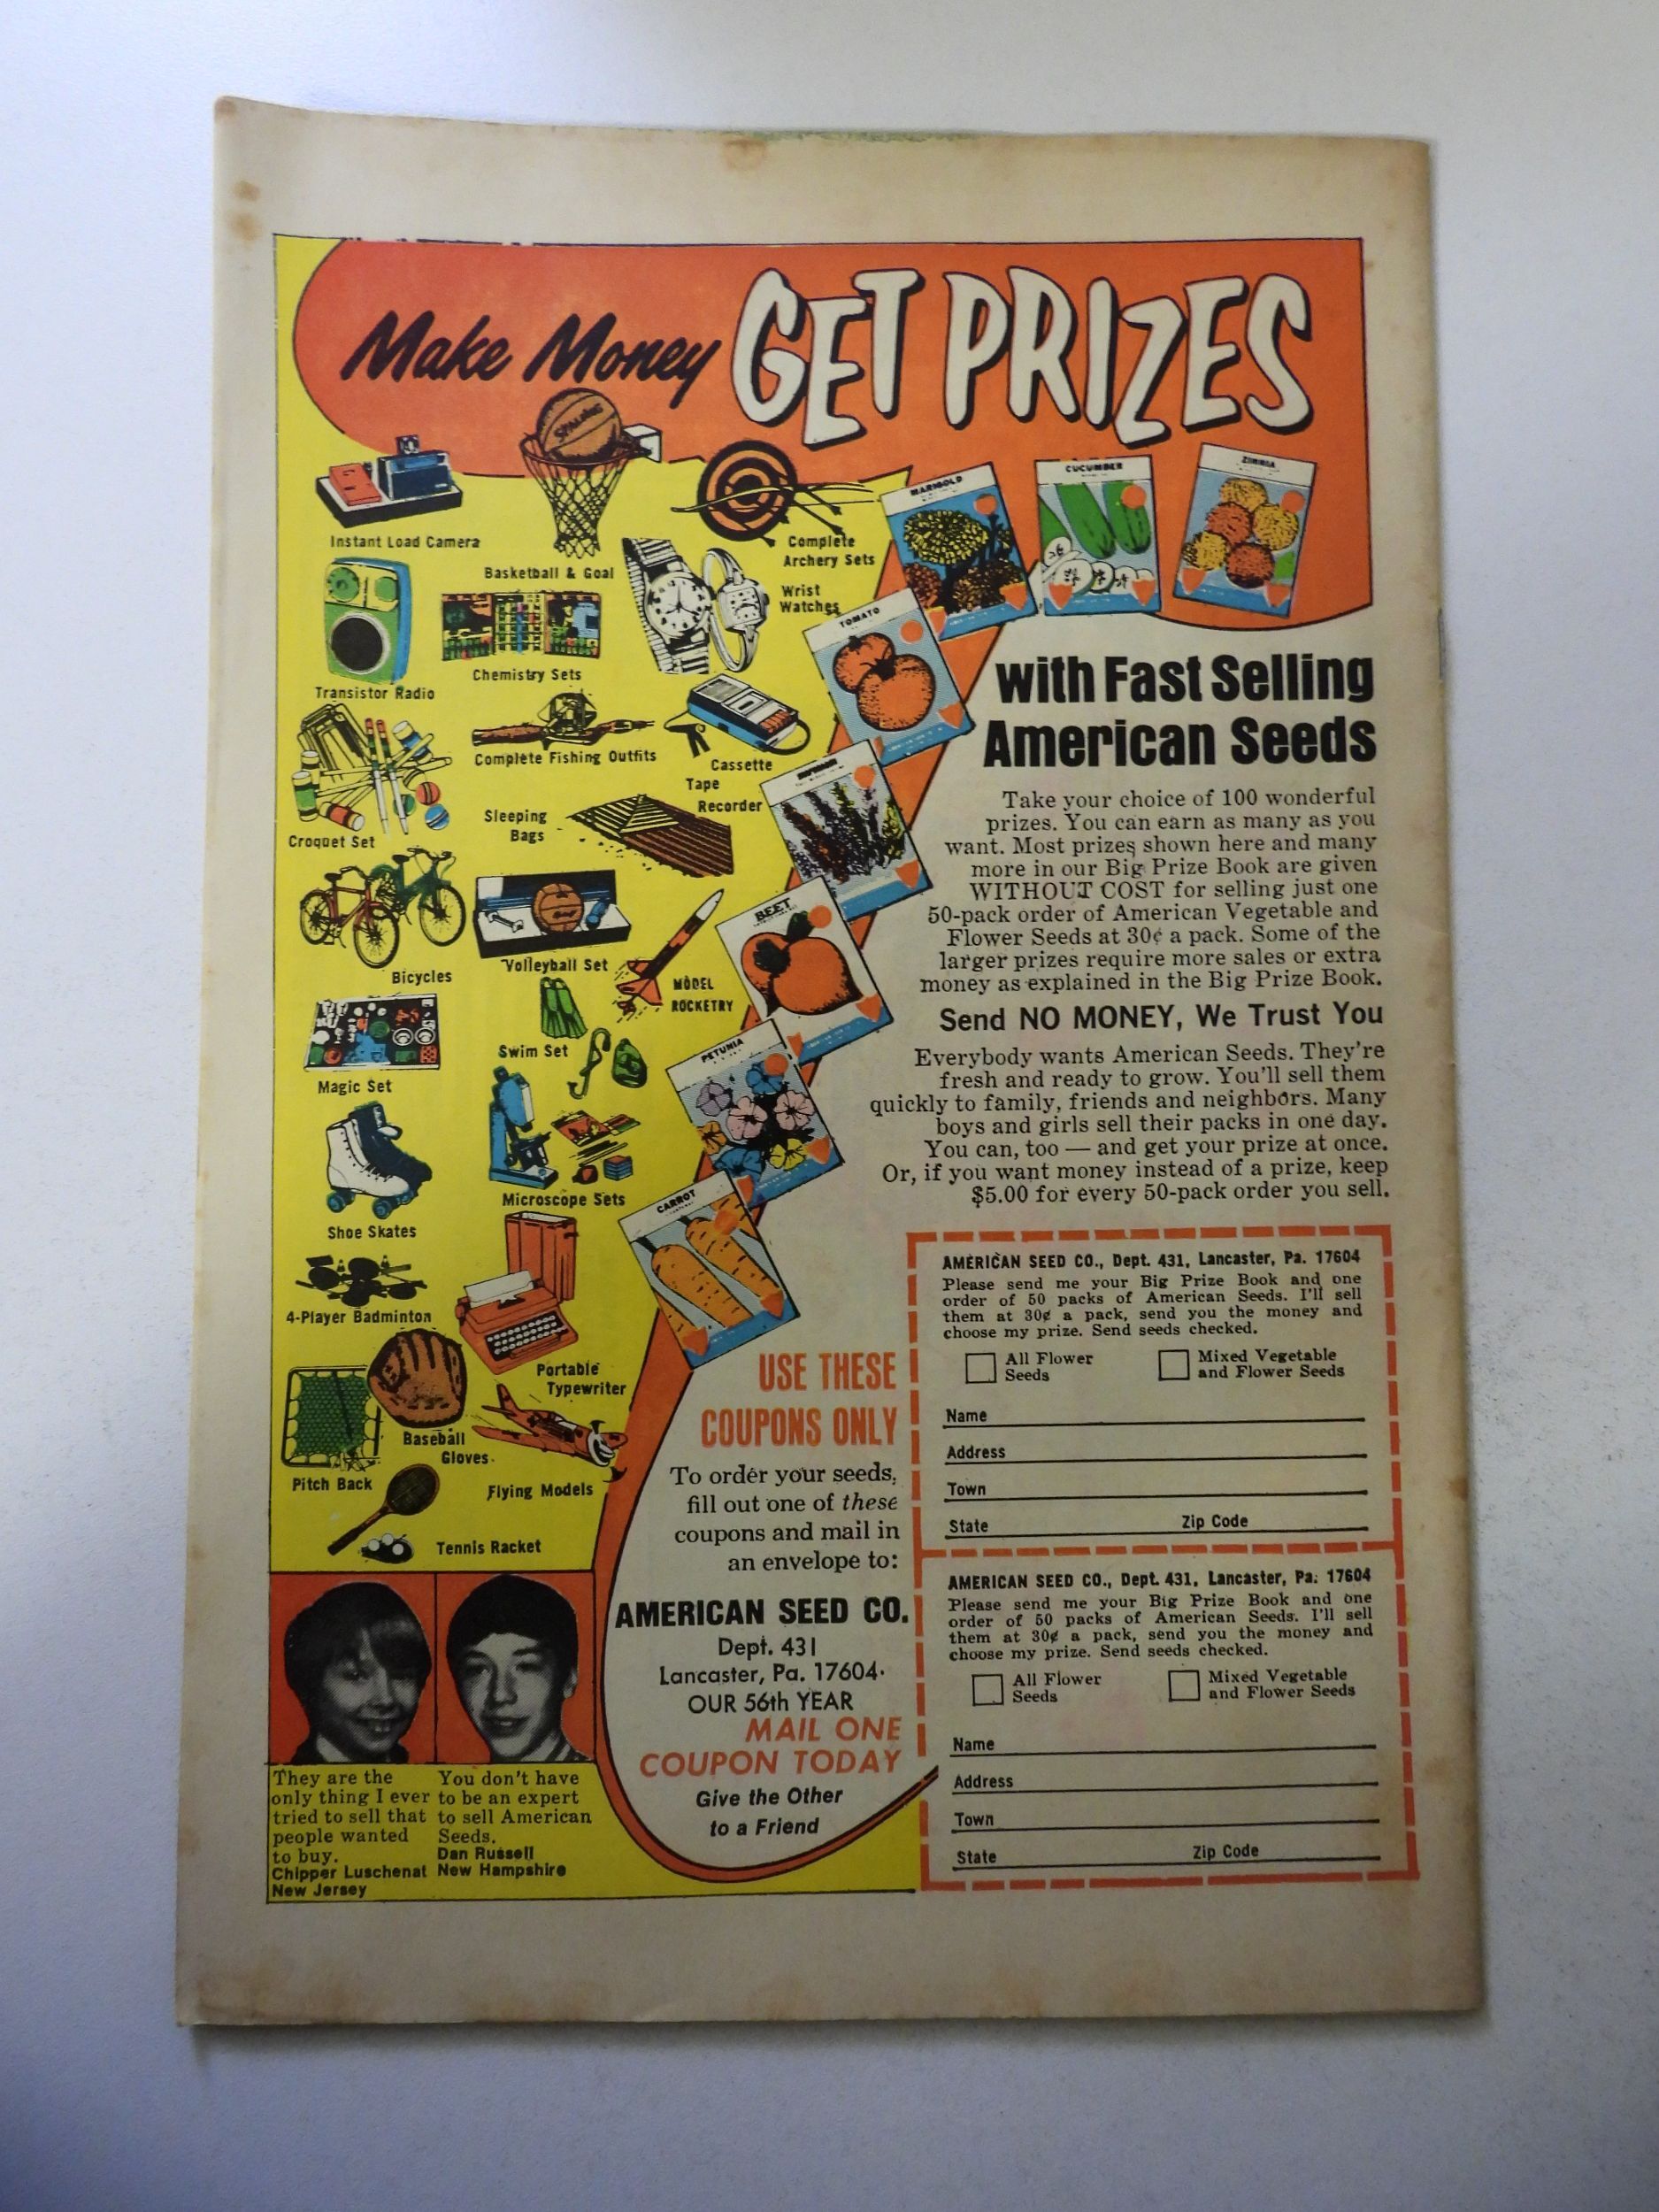 Make Money GET PRIZES
SPALDING
Instant Load Camera
Basketball & Goal
Complete
Archery Sets
Wrist
Watches
Transistor Radio
Chemistry Sets
Complete Fishing Outfits
Cassette
Tape
Recorder
Croquet Set
Sleeping
Bags
Bicycles
Volleyball Set
MODEL
ROCKETRY
Magic Set
Swim Set
Shoe Skates
Microscope Sets
4-Player Badminton
Portable
Typewriter
Baseball
Gloves
Pitch Back
Flying Models
Tennis Racket
MARIGOLD
CUCUMBER
ZINNIA
TOMATO
BEET
PETUNIA
CARROT
with Fast Selling
American Seeds
Take your choice of 100 wonderful
prizes. You can earn as many as you
want. Most prizes shown here and many
more in our Big Prize Book are given
WITHOUT COST for selling just one
50-pack order of American Vegetable and
Flower Seeds at 30¢ a pack. Some of the
larger prizes require more sales or extra
money as explained in the Big Prize Book.
Send NO MONEY, We Trust You
Everybody wants American Seeds. They're
fresh and ready to grow. You'll sell them
quickly to family, friends and neighbors. Many
boys and girls sell their packs in one day.
You can, too — and get your prize at once.
Or, if you want money instead of a prize, keep
$5.00 for every 50-pack order you sell.
USE THESE
COUPONS ONLY
To order your seeds,
fill out one of these
coupons and mail in
an envelope to:
AMERICAN SEED CO.
Dept. 431
Lancaster, Pa. 17604
OUR 56th YEAR
MAIL ONE
COUPON TODAY
Give the Other
to a Friend
AMERICAN SEED CO., Dept. 431, Lancaster, Pa. 17604
Please send me your Big Prize Book and one
order of 50 packs of American Seeds. I'll sell
them at 30¢ a pack, send you the money and
choose my prize. Send seeds checked.
All Flower
Seeds
Mixed Vegetable
and Flower Seeds
Name
Address
Town
State Zip Code
AMERICAN SEED CO., Dept. 431, Lancaster, Pa. 17604
Please send me your Big Prize Book and one
order of 50 packs of American Seeds. I'll sell
them at 30¢ a pack, send you the money and
choose my prize. Send seeds checked.
All Flower
Seeds
Mixed Vegetable
and Flower Seeds
Name
Address
Town
State Zip Code
They are the
only thing I ever
tried to sell that
people wanted
to buy.
Chipper Luschenat
New Jersey
You don't have
to be an expert
to sell American
Seeds.
Dan Russell
New Hampshire